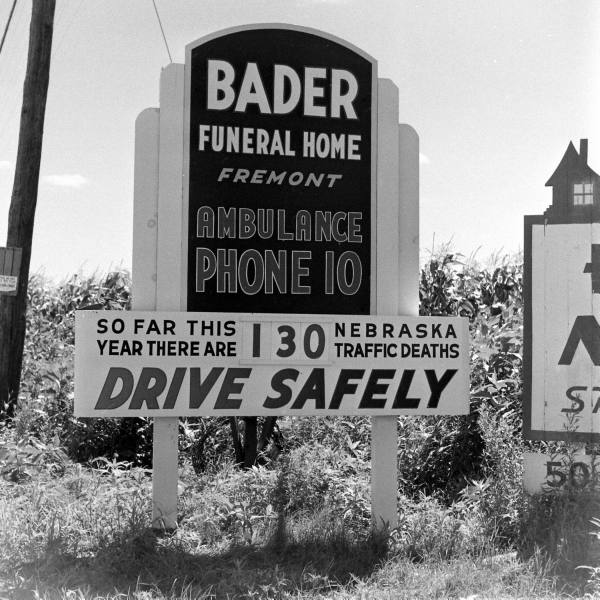 BADER
FUNERAL HOME
FREMONT
AMBULANCE
PHONE 10
SO FAR THIS
YEAR THERE ARE
130
NEBRASKA
TRAFFIC DEATHS
DRIVE SAFELY
50